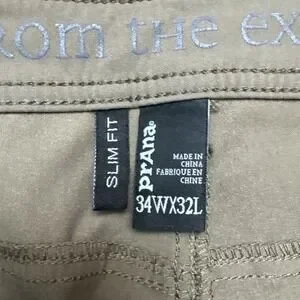 rom the ex
SLIM FIT
prAna®
MADE IN
CHINA
FABRIQUE EN
CHINE
34WX32L